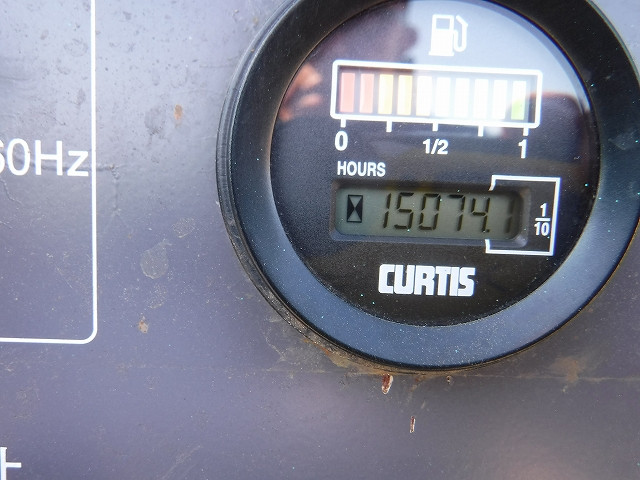 60Hz
0 1/2 1
HOURS
15074.1
1/10
CURTIS